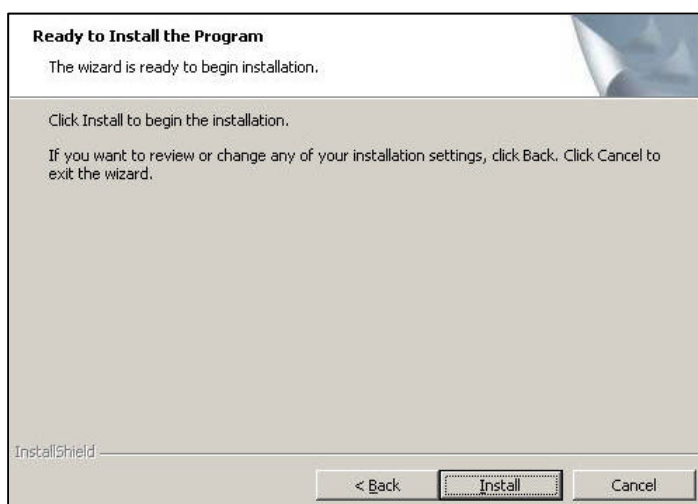 Ready to Install the Program
The wizard is ready to begin installation.
Click Install to begin the installation.
If you want to review or change any of your installation settings, click Back. Click Cancel to
exit the wizard.
InstallShield
< Back Install Cancel